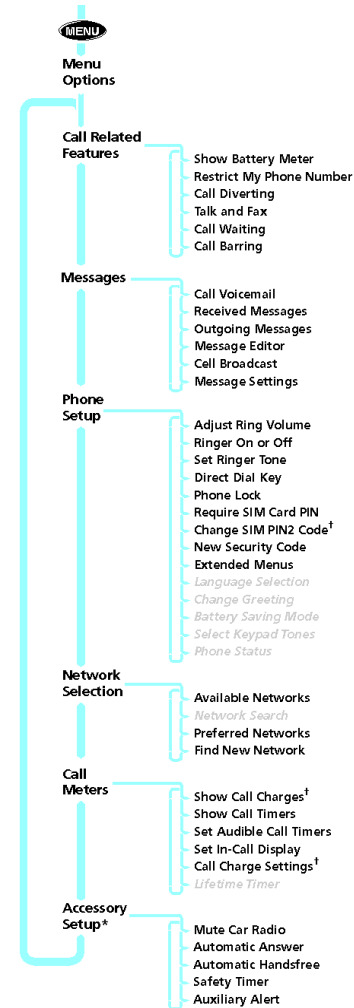 MENU
Menu
Options
Call Related
Features
Show Battery Meter
Restrict My Phone Number
Call Diverting
Talk and Fax
Call Waiting
Call Barring
Messages
Call Voicemail
Received Messages
Outgoing Messages
Message Editor
Cell Broadcast
Message Settings
Phone
Setup
Adjust Ring Volume
Ringer On or Off
Set Ringer Tone
Direct Dial Key
Phone Lock
Require SIM Card PIN
Change SIM PIN2 Code†
New Security Code
Extended Menus
Language Selection
Change Greeting
Battery Saving Mode
Select Keypad Tones
Phone Status
Network
Selection
Available Networks
Network Search
Preferred Networks
Find New Network
Call
Meters
Show Call Charges†
Show Call Timers
Set Audible Call Timers
Set In-Call Display
Call Charge Settings†
Lifetime Timer
Accessory
Setup*
Mute Car Radio
Automatic Answer
Automatic Handsfree
Safety Timer
Auxiliary Alert